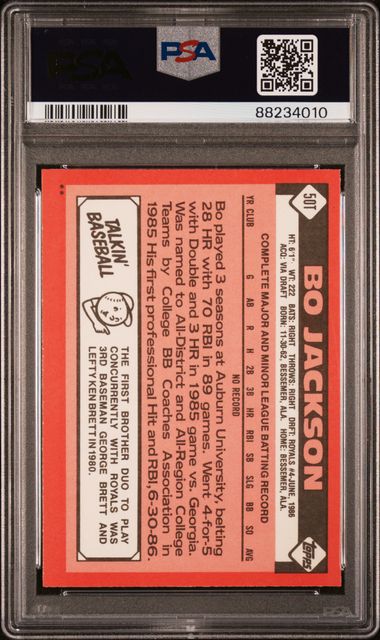 PSA
PSA
88234010
50T
BO JACKSON
Topps
HT: 6'1" WT: 222 BATS: RIGHT THROWS: RIGHT DRFT: ROYALS #4-JUNE, 1986
ACQ: VIA DRAFT BORN: 11-30-62, BESSEMER, ALA. HOME: BESSEMER, ALA.
COMPLETE MAJOR AND MINOR LEAGUE BATTING RECORD
YR CLUB G AB R H 2B 3B HR RBI SB SLG BB SO AVG
NO RECORD
Bo played 3 seasons at Auburn University, belting
28 HR with 70 RBI in 89 games. Went 4-for-5
with Double and 3 HR in 1985 game vs. Georgia.
Was named to All-District and All-Region College
Teams by College BB Coaches Association in
1985 His first professional Hit and RBI, 6-30-86.
TALKIN'
BASEBALL
THE FIRST BROTHER DUO TO PLAY
CONCURRENTLY WITH ROYALS WAS
3RD BASEMAN GEORGE BRETT AND
LEFTY KEN BRETT IN 1980.
**